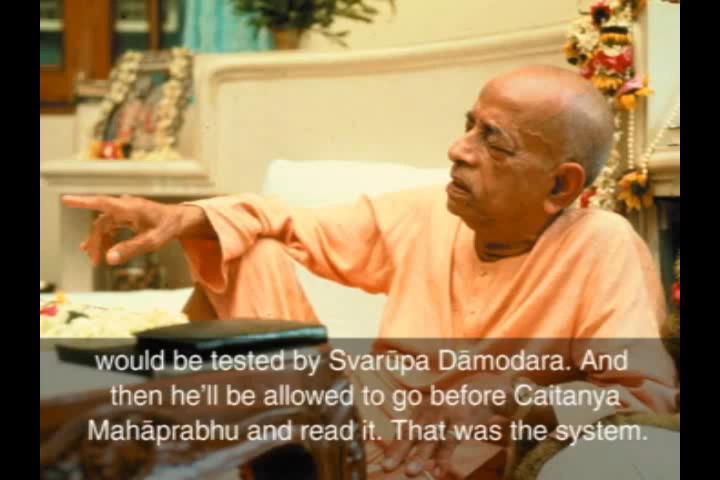 would be tested by Svarūpa Dāmodara. And
then he'll be allowed to go before Caitanya
Mahāprabhu and read it. That was the system.